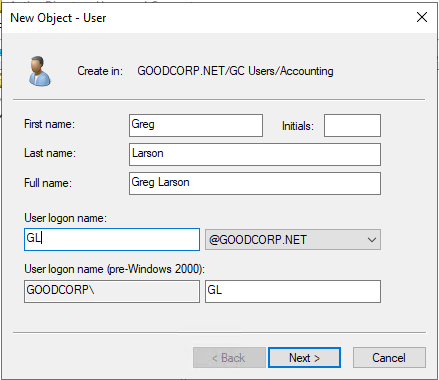 New Object - User
Create in: GOODCORP.NET/GC Users/Accounting
First name: Greg Initials:
Last name: Larson
Full name: Greg Larson
User logon name:
GL @GOODCORP.NET
User logon name (pre-Windows 2000):
GOODCORP\ GL
< Back Next > Cancel